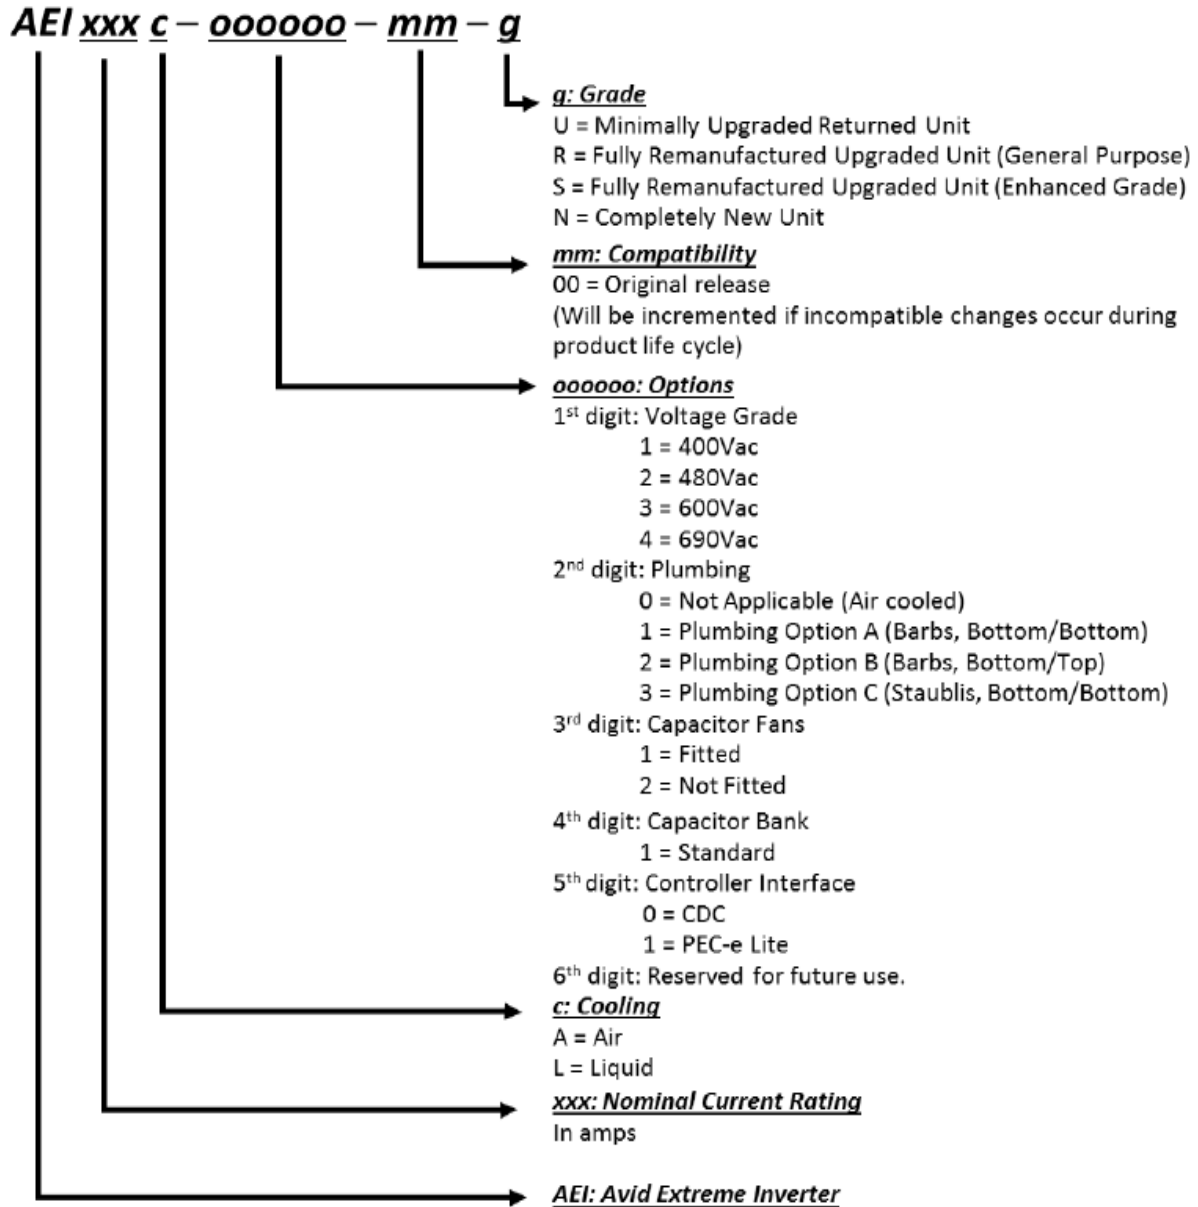 AEI xxx c – oooooo – mm – g
g: Grade
U = Minimally Upgraded Returned Unit
R = Fully Remanufactured Upgraded Unit (General Purpose)
S = Fully Remanufactured Upgraded Unit (Enhanced Grade)
N = Completely New Unit
mm: Compatibility
00 = Original release
(Will be incremented if incompatible changes occur during
product life cycle)
oooooo: Options
1st digit: Voltage Grade
1 = 400Vac
2 = 480Vac
3 = 600Vac
4 = 690Vac
2nd digit: Plumbing
0 = Not Applicable (Air cooled)
1 = Plumbing Option A (Barbs, Bottom/Bottom)
2 = Plumbing Option B (Barbs, Bottom/Top)
3 = Plumbing Option C (Staublis, Bottom/Bottom)
3rd digit: Capacitor Fans
1 = Fitted
2 = Not Fitted
4th digit: Capacitor Bank
1 = Standard
5th digit: Controller Interface
0 = CDC
1 = PEC-e Lite
6th digit: Reserved for future use.
c: Cooling
A = Air
L = Liquid
xxx: Nominal Current Rating
In amps
AEI: Avid Extreme Inverter